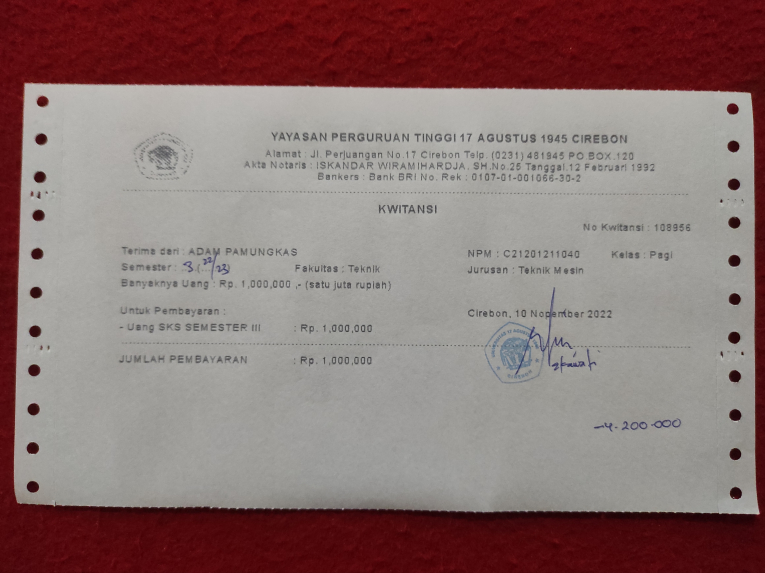 YAYASAN PERGURUAN TINGGI 17 AGUSTUS 1945 CIREBON
Alamat : Jl. Perjuangan No.17 Cirebon Telp. (0231) 481945 PO BOX.120
Akte Notaris : ISKANDAR WIRAMIHARDJA. SH.No.25 Tanggal.12 Februari 1992
Bankers : Bank BRI No. Rek : 0107-01-001066-30-2
KWITANSI
No Kwitansi : 108956
Terima dari : ADAM PAMUNGKAS NPM : C21201211040 Kelas : Pagi
Semester : 3 (22/23) Fakultas : Teknik Jurusan : Teknik Mesin
Banyaknya Uang : Rp. 1,000,000 ,- (satu juta rupiah)
Untuk Pembayaran : Cirebon, 10 Nopember 2022
- Uang SKS SEMESTER III : Rp. 1,000,000
JUMLAH PEMBAYARAN : Rp. 1,000,000
-4-200-000